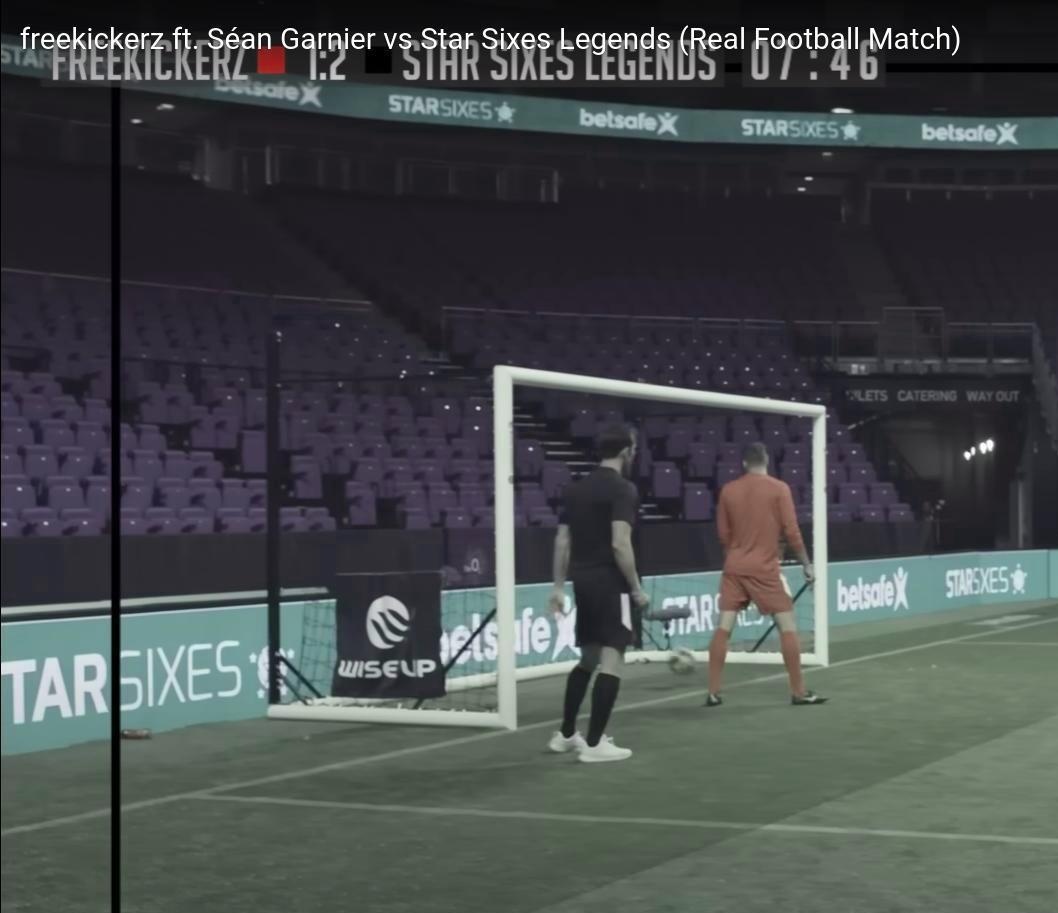 freekickerz ft. Séan Garnier vs Star Sixes Legends (Real Football Match)
FREEKICKERZ 1:2 STAR SIXES LEGENDS 07:46
STARSIXES betsafe STARSIXES betsafe STARSIXES betsafe
CATERING WAY OUT
WISEUP
STARSIXES betsafe STARSIXES betsafe STARSIXES